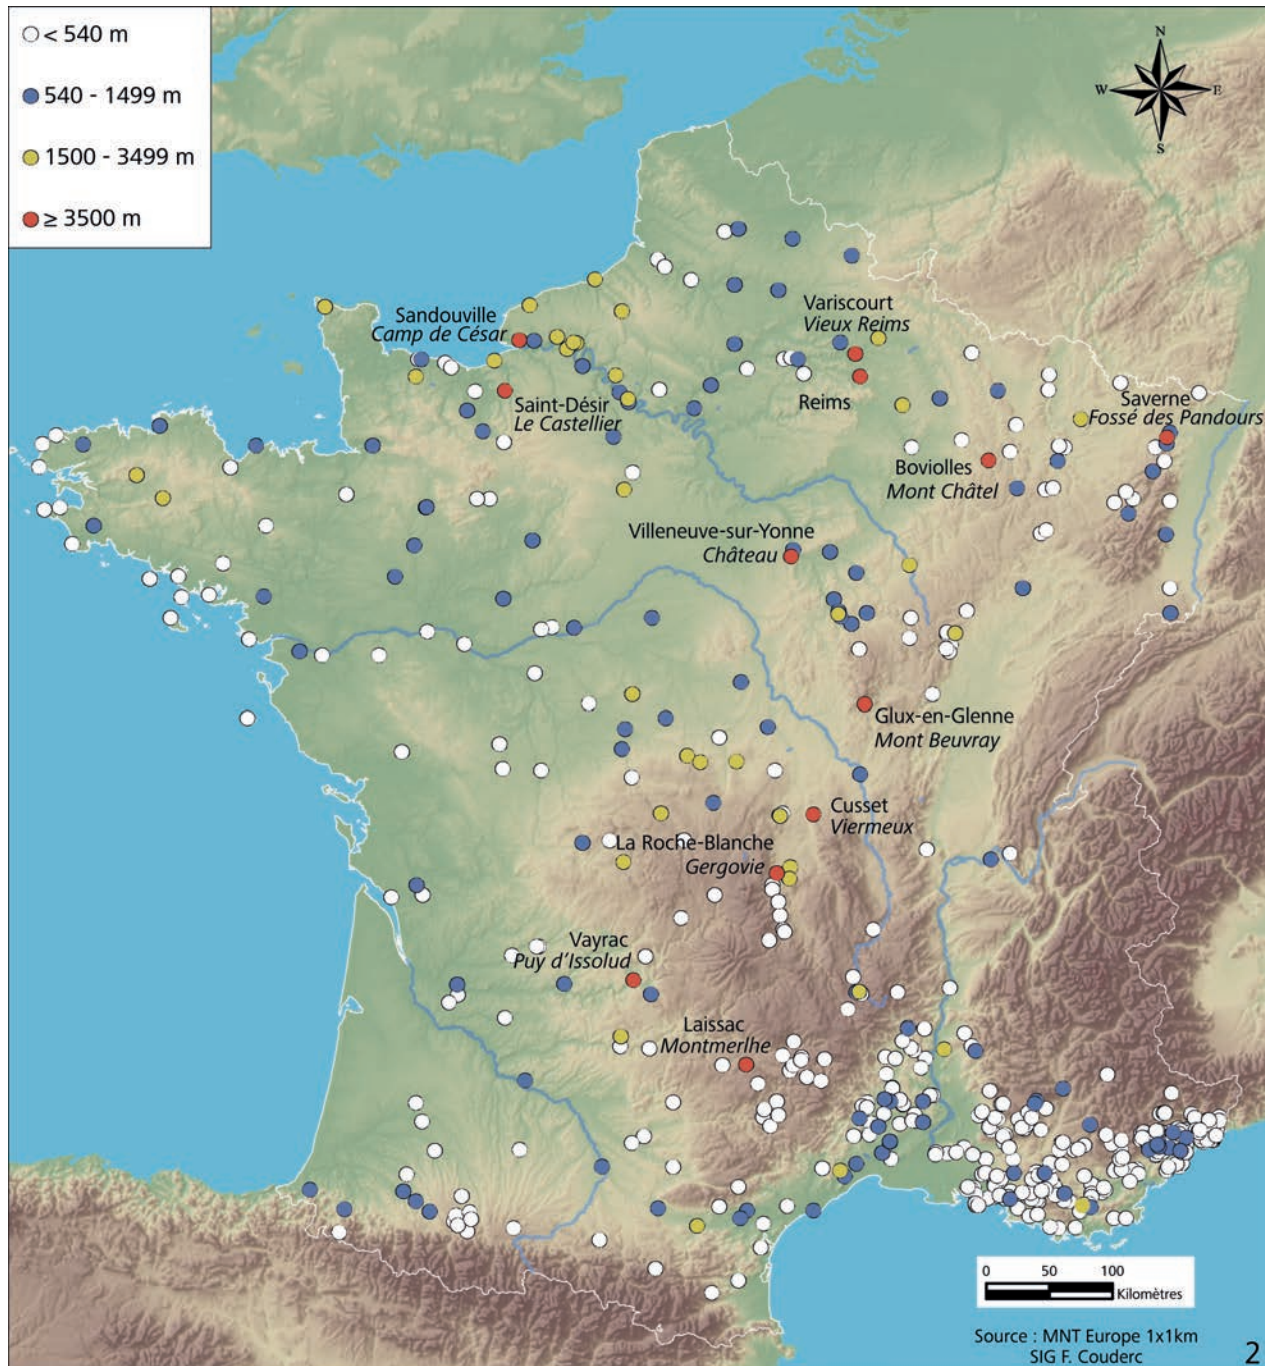 < 540 m
540 - 1499 m
1500 - 3499 m
≥ 3500 m
N
W
E
S
Sandouville
Camp de César
Variscourt
Vieux Reims
Reims
Saint-Désir
Le Castellier
Saverne
Fossé des Pandours
Boviolles
Mont Châtel
Villeneuve-sur-Yonne
Château
Glux-en-Glenne
Mont Beuvray
Cusset
Viermeux
La Roche-Blanche
Gergovie
Vayrac
Puy d'Issolud
Laissac
Montmerlhe
0 50 100
Kilomètres
Source : MNT Europe 1x1km
SIG F. Couderc
2